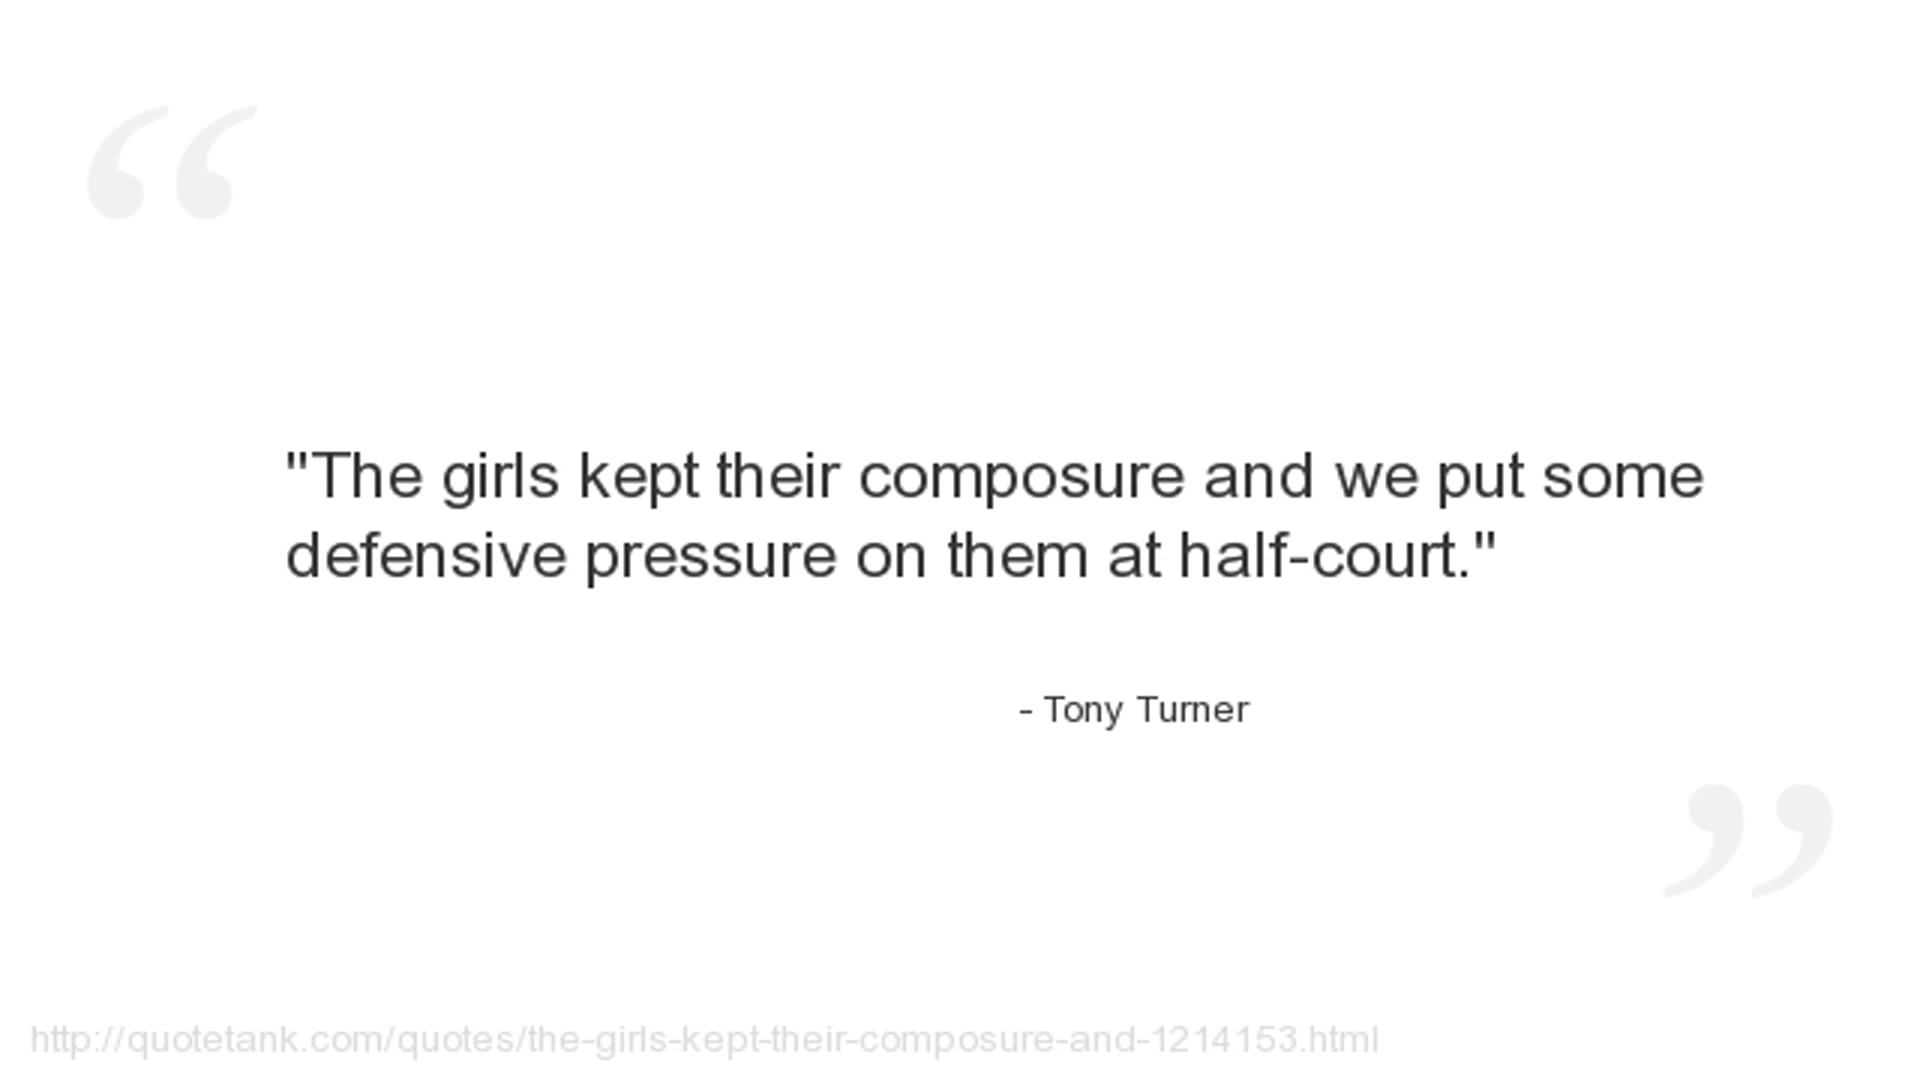 "The girls kept their composure and we put some
defensive pressure on them at half-court."
- Tony Turner
http://quotetank.com/quotes/the-girls-kept-their-composure-and-1214153.html